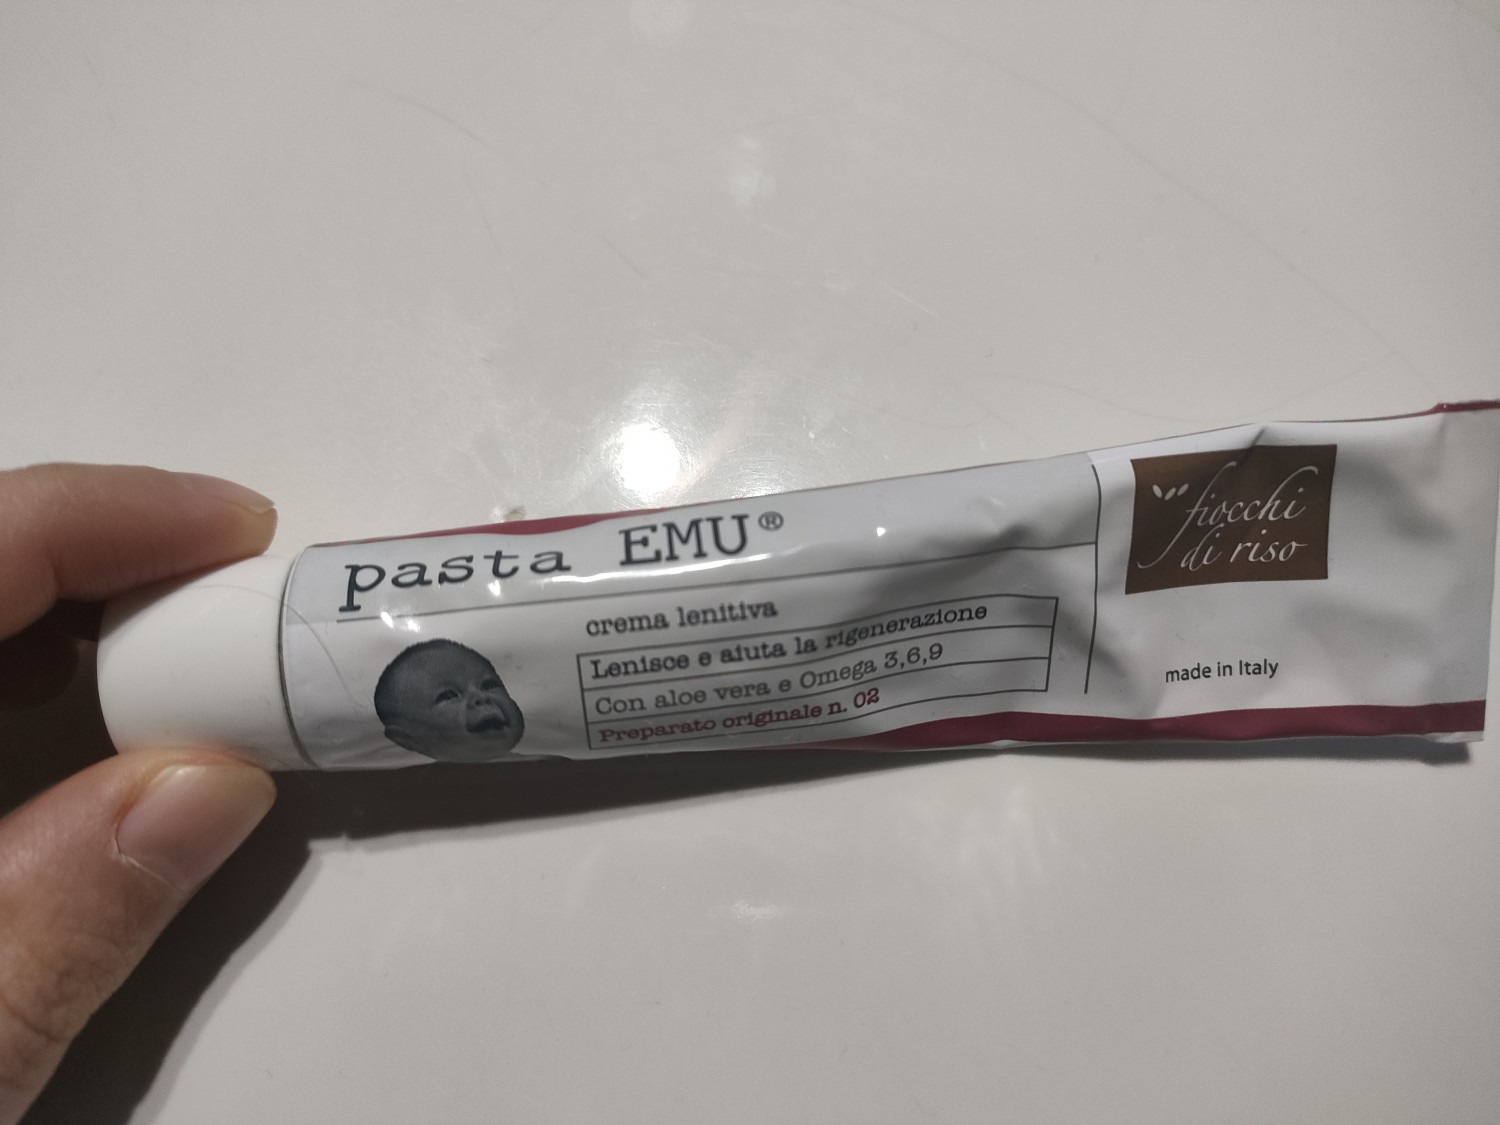 pasta EMU®
crema lenitiva
Lenisce e aiuta la rigenerazione
Con aloe vera e Omega 3,6,9
Preparato originale n. 02
fiocchi
di riso
made in Italy